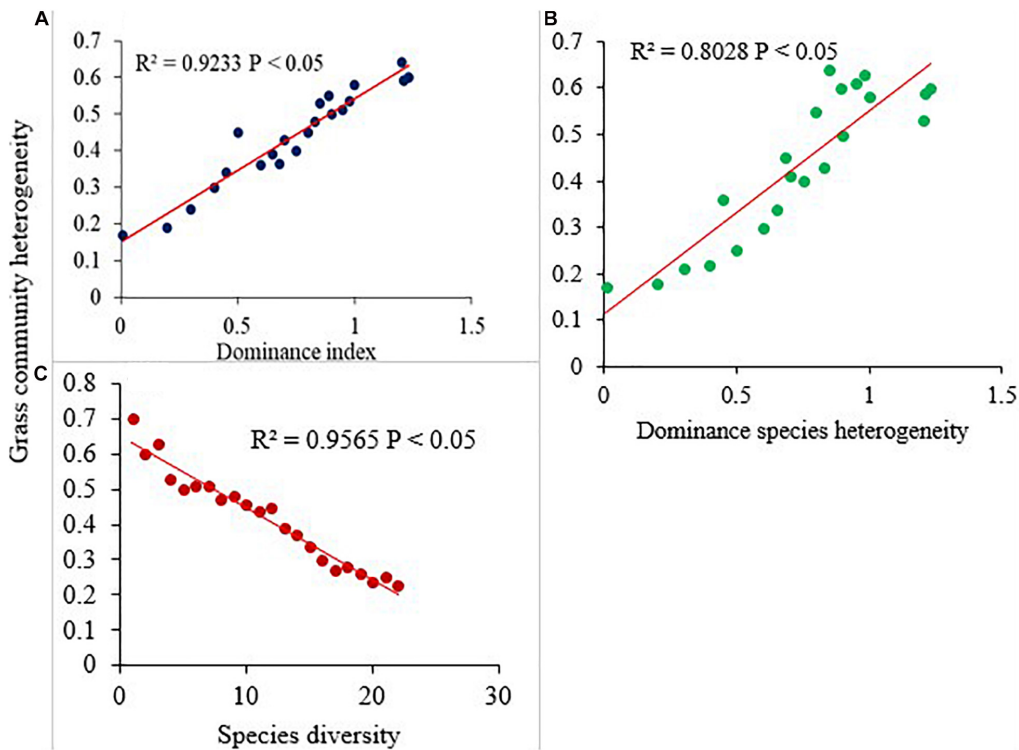 Grass community heterogeneity
A
R² = 0.9233 P < 0.05
0.7
0.6
0.5
0.4
0.3
0.2
0.1
0
0 0.5 1 1.5
Dominance index
B
R² = 0.8028 P < 0.05
0.7
0.6
0.5
0.4
0.3
0.2
0.1
0
0 0.5 1 1.5
Dominance species heterogeneity
C
R² = 0.9565 P < 0.05
0.8
0.7
0.6
0.5
0.4
0.3
0.2
0.1
0
0 10 20 30
Species diversity